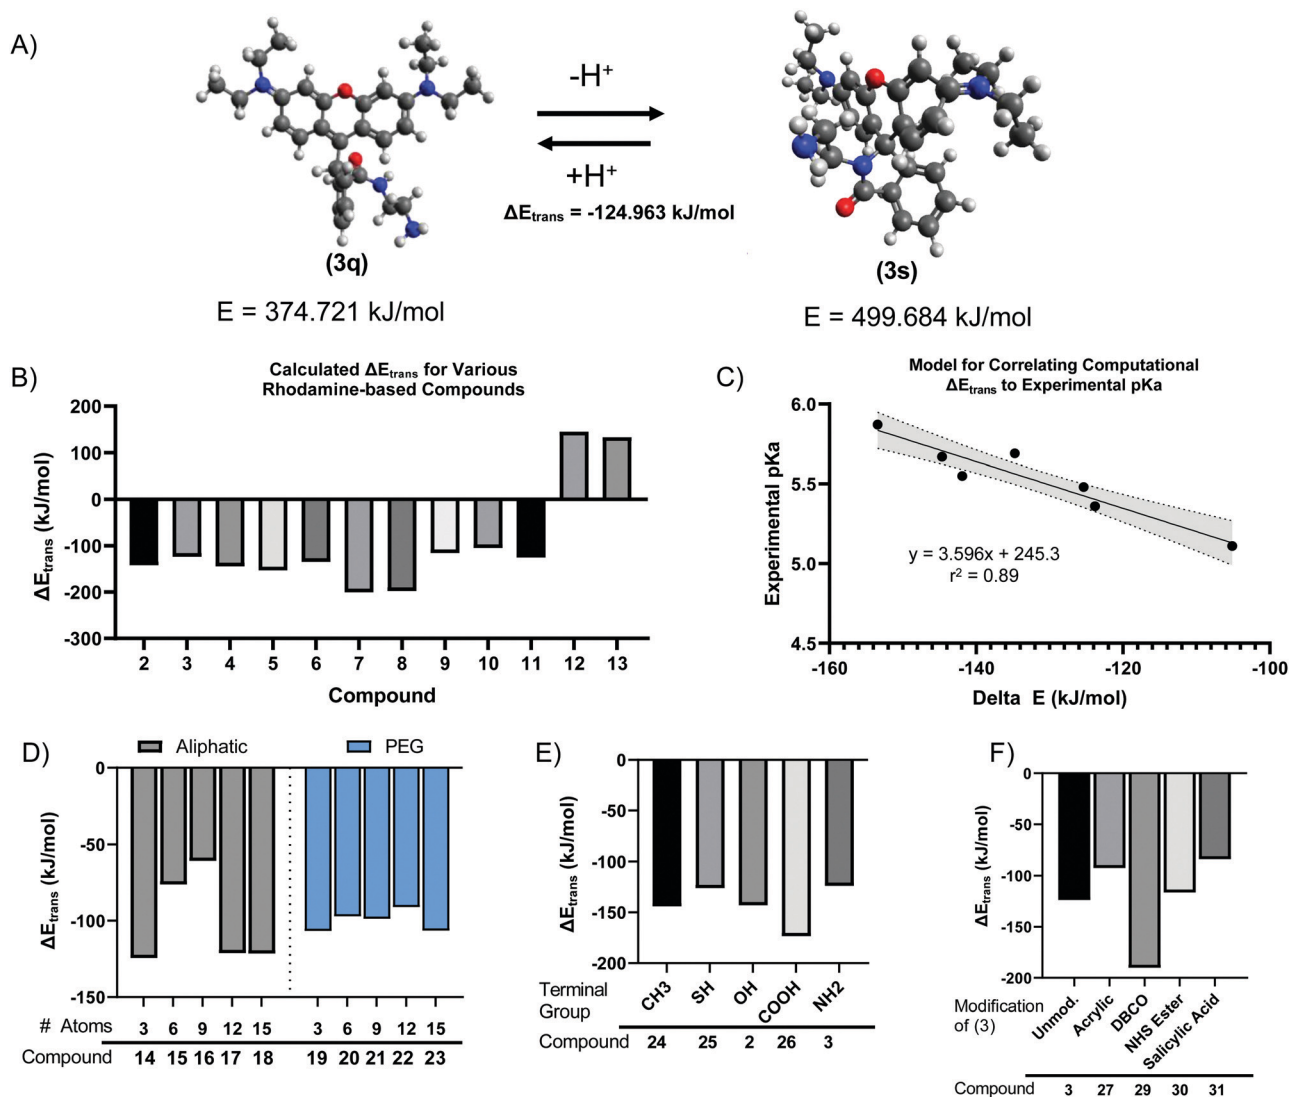 A)
-H⁺
+H⁺
ΔEtrans = -124.963 kJ/mol
(3q)
(3s)
E = 374.721 kJ/mol
E = 499.684 kJ/mol
B)
Calculated ΔEtrans for Various
Rhodamine-based Compounds
ΔEtrans (kJ/mol)
200
100
0
-100
-200
-300
2 3 4 5 6 7 8 9 10 11 12 13
Compound
C)
Model for Correlating Computational
ΔEtrans to Experimental pKa
Experimental pKa
6.0
5.5
5.0
4.5
y = 3.596x + 245.3
r² = 0.89
-160 -140 -120 -100
Delta E (kJ/mol)
D)
Aliphatic PEG
ΔEtrans (kJ/mol)
0
-50
-100
-150
# Atoms 3 6 9 12 15 3 6 9 12 15
Compound 14 15 16 17 18 19 20 21 22 23
E)
ΔEtrans (kJ/mol)
0
-50
-100
-150
-200
Terminal
Group
CH3 SH OH COOH NH2
Compound 24 25 2 26 3
F)
ΔEtrans (kJ/mol)
0
-50
-100
-150
-200
Modification
of (3)
Unmod. Acrylic DBCO NHS Ester Salicylic Acid
Compound 3 27 29 30 31